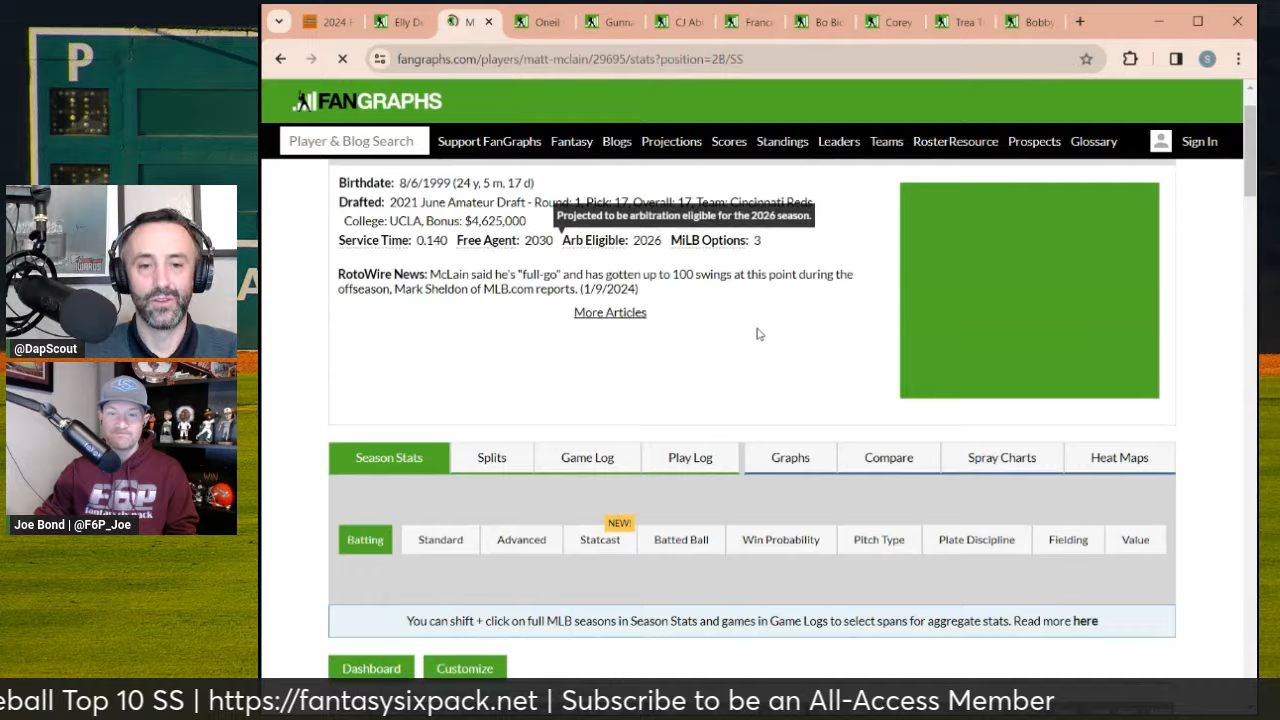 P
2024 F
Elly De
M
Oneil
Gunna
CJ Ab
Franc
Bo Bic
Corey
Trea T
Bobby
fangraphs.com/players/matt-mclain/29695/stats?position=2B/SS
S
FANGRAPHS
Player & Blog Search
Support FanGraphs Fantasy Blogs Projections Scores Standings Leaders Teams RosterResource Prospects Glossary
Sign In
Birthdate: 8/6/1999 (24 y, 5 m, 17 d)
Drafted: 2021 June Amateur Draft - Round: 1, Pick: 17, Overall: 17, Team: Cincinnati Reds,
Projected to be arbitration eligible for the 2026 season.
College: UCLA, Bonus: $4,625,000
Service Time: 0.140 Free Agent: 2030 Arb Eligible: 2026 MiLB Options: 3
RotoWire News: McLain said he's "full-go" and has gotten up to 100 swings at this point during the
offseason, Mark Sheldon of MLB.com reports. (1/9/2024)
More Articles
Season Stats
Splits
Game Log
Play Log
Graphs
Compare
Spray Charts
Heat Maps
NEW!
Batting
Standard
Advanced
Statcast
Batted Ball
Win Probability
Pitch Type
Plate Discipline
Fielding
Value
You can shift + click on full MLB seasons in Season Stats and games in Game Logs to select spans for aggregate stats. Read more here
Dashboard
Customize
@DapScout
F6P
WIN
Joe Bond | @F6P_Joe
eball Top 10 SS | https://fantasysixpack.net | Subscribe to be an All-Access Member